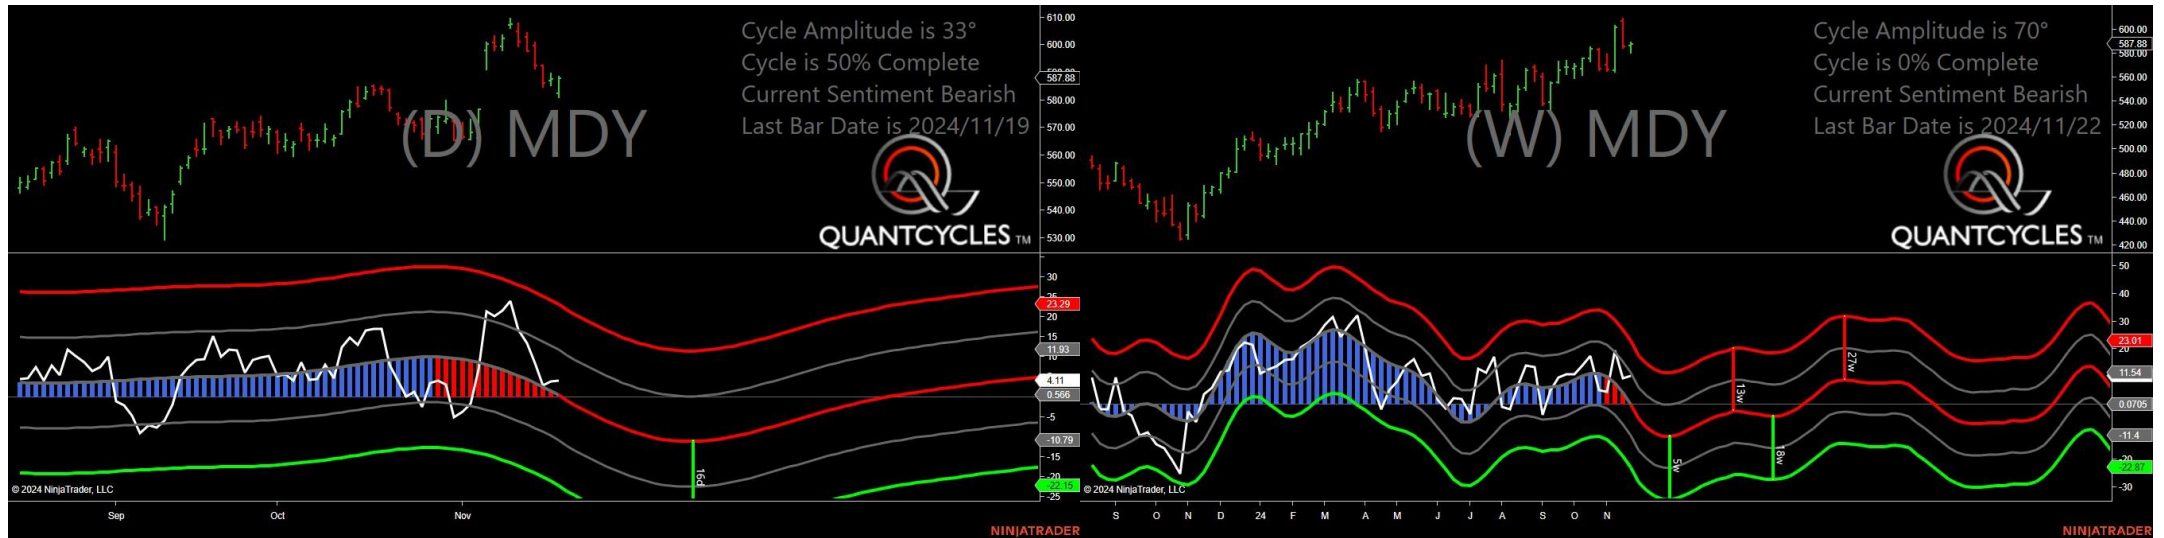 Cycle Amplitude is 33°
Cycle is 50% Complete
Current Sentiment Bearish
Last Bar Date is 2024/11/19
(D) MDY
QUANTCYCLES TM
610.00
600.00
587.88
580.00
570.00
560.00
550.00
540.00
530.00
30
23.29
20
15
11.93
10
4.11
0.566
-5
-10.79
-15
-22.15
-25
16d
© 2024 NinjaTrader, LLC
Sep
Oct
Nov
NINJATRADER
Cycle Amplitude is 70°
Cycle is 0% Complete
Current Sentiment Bearish
Last Bar Date is 2024/11/22
(W) MDY
QUANTCYCLES TM
600.00
587.88
580.00
560.00
540.00
520.00
500.00
480.00
460.00
440.00
420.00
50
40
30
23.01
20
11.54
0.0705
-11.4
-22.87
-30
5w
13w
18w
27w
© 2024 NinjaTrader, LLC
S O N D 24 F M A M J J A S O N
NINJATRADER